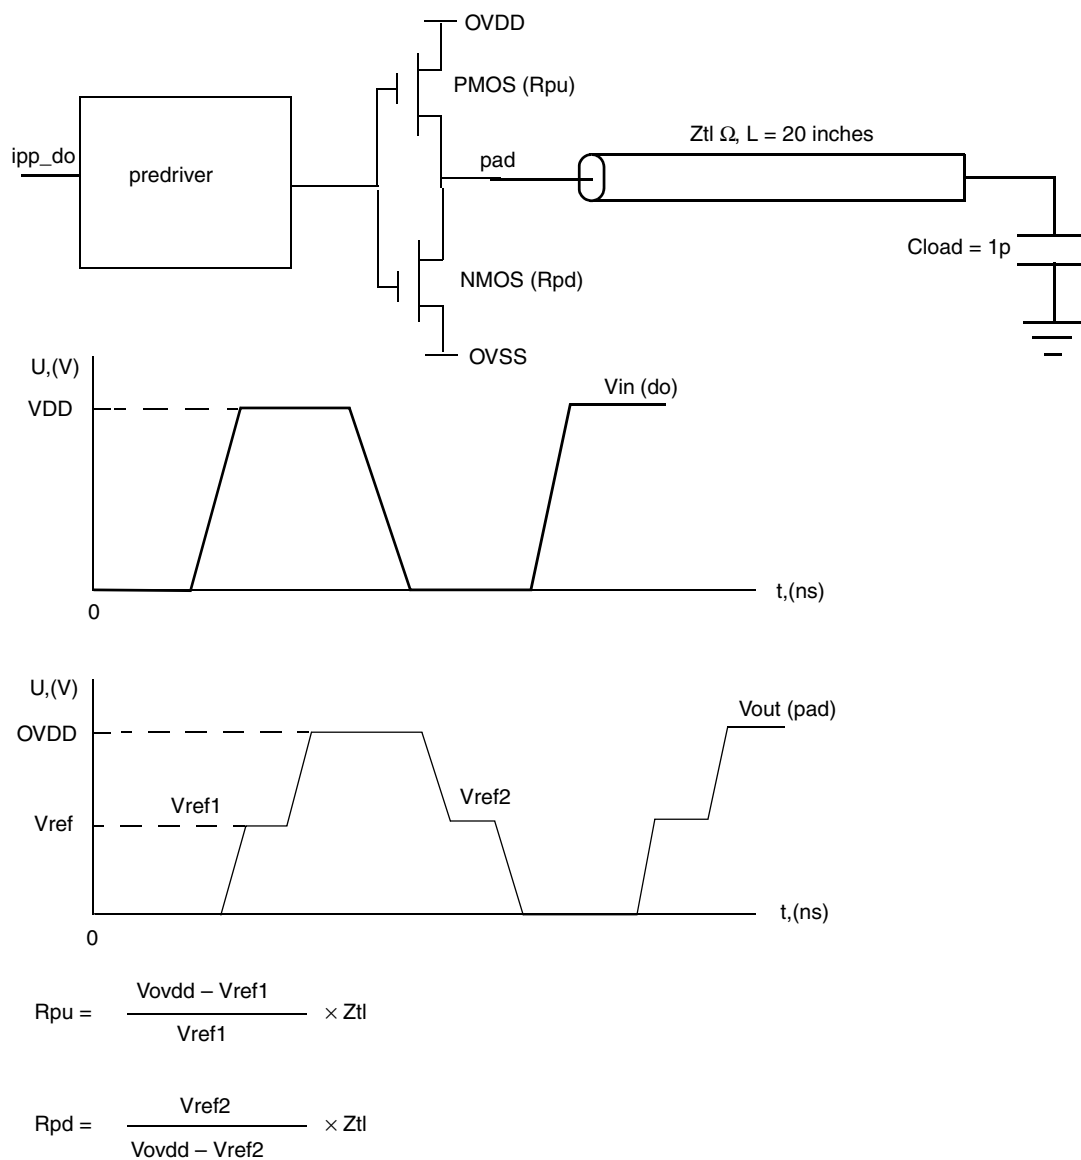 OVDD
PMOS (Rpu)
Ztl Ω, L = 20 inches
ipp_do
pad
predriver
Cload = 1p
NMOS (Rpd)
OVSS
U,(V)
Vin (do)
VDD
t,(ns)
0
U,(V)
Vout (pad)
OVDD
Vref1
Vref2
Vref
t,(ns)
0
Vovdd – Vref1
Rpu = × Ztl
Vref1
Vref2
Rpd = × Ztl
Vovdd – Vref2